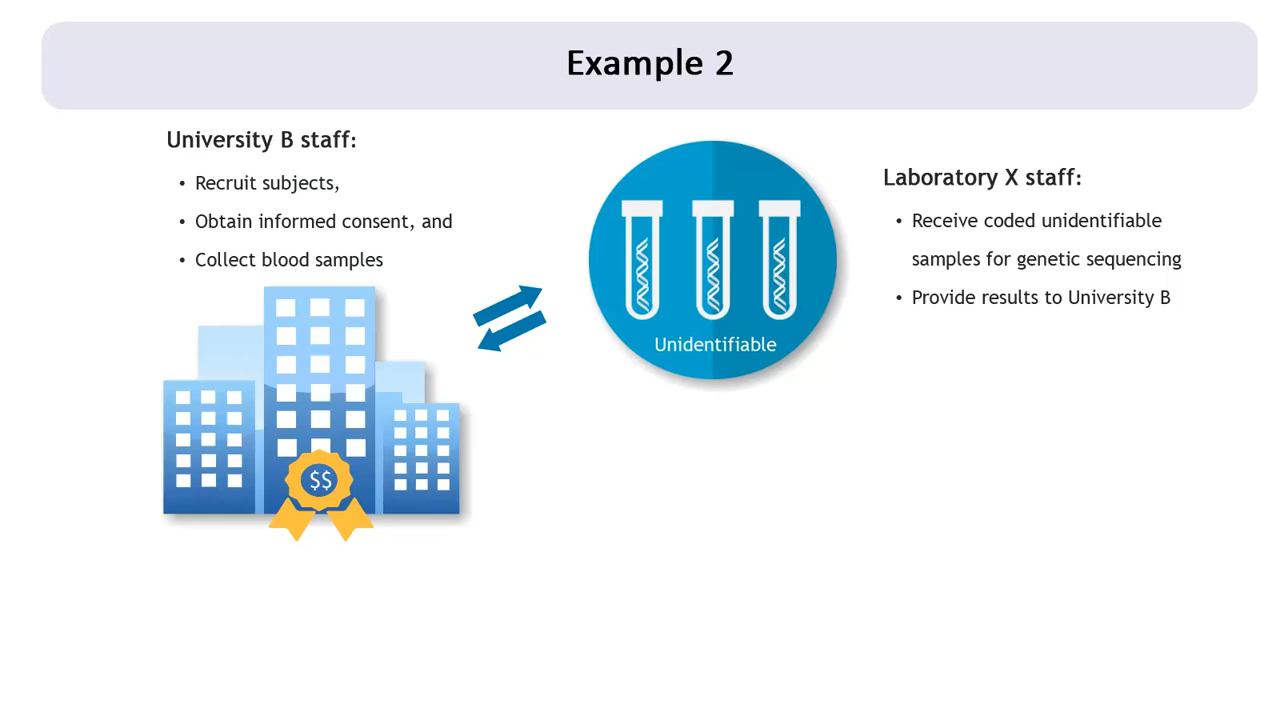 Example 2
University B staff:
• Recruit subjects,
• Obtain informed consent, and
• Collect blood samples
$$
Unidentifiable
Laboratory X staff:
• Receive coded unidentifiable
samples for genetic sequencing
• Provide results to University B